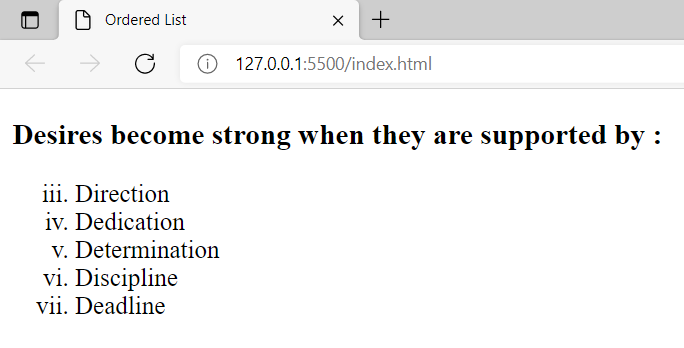 Ordered List
127.0.0.1:5500/index.html
Desires become strong when they are supported by :
iii. Direction
iv. Dedication
v. Determination
vi. Discipline
vii. Deadline